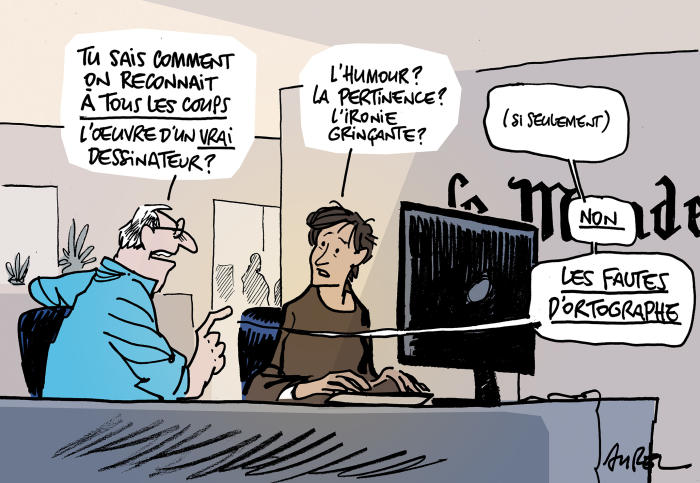 TU SAIS COMMENT
ON RECONNAIT
À TOUS LES COUPS
L'ŒUVRE D'UN VRAI
DESSINATEUR ?
L'HUMOUR ?
LA PERTINENCE ?
L'IRONIE
GRINÇANTE ?
(SI SEULEMENT)
NON
LES FAUTES
D'ORTOGRAPHE
Le Monde
AUREL